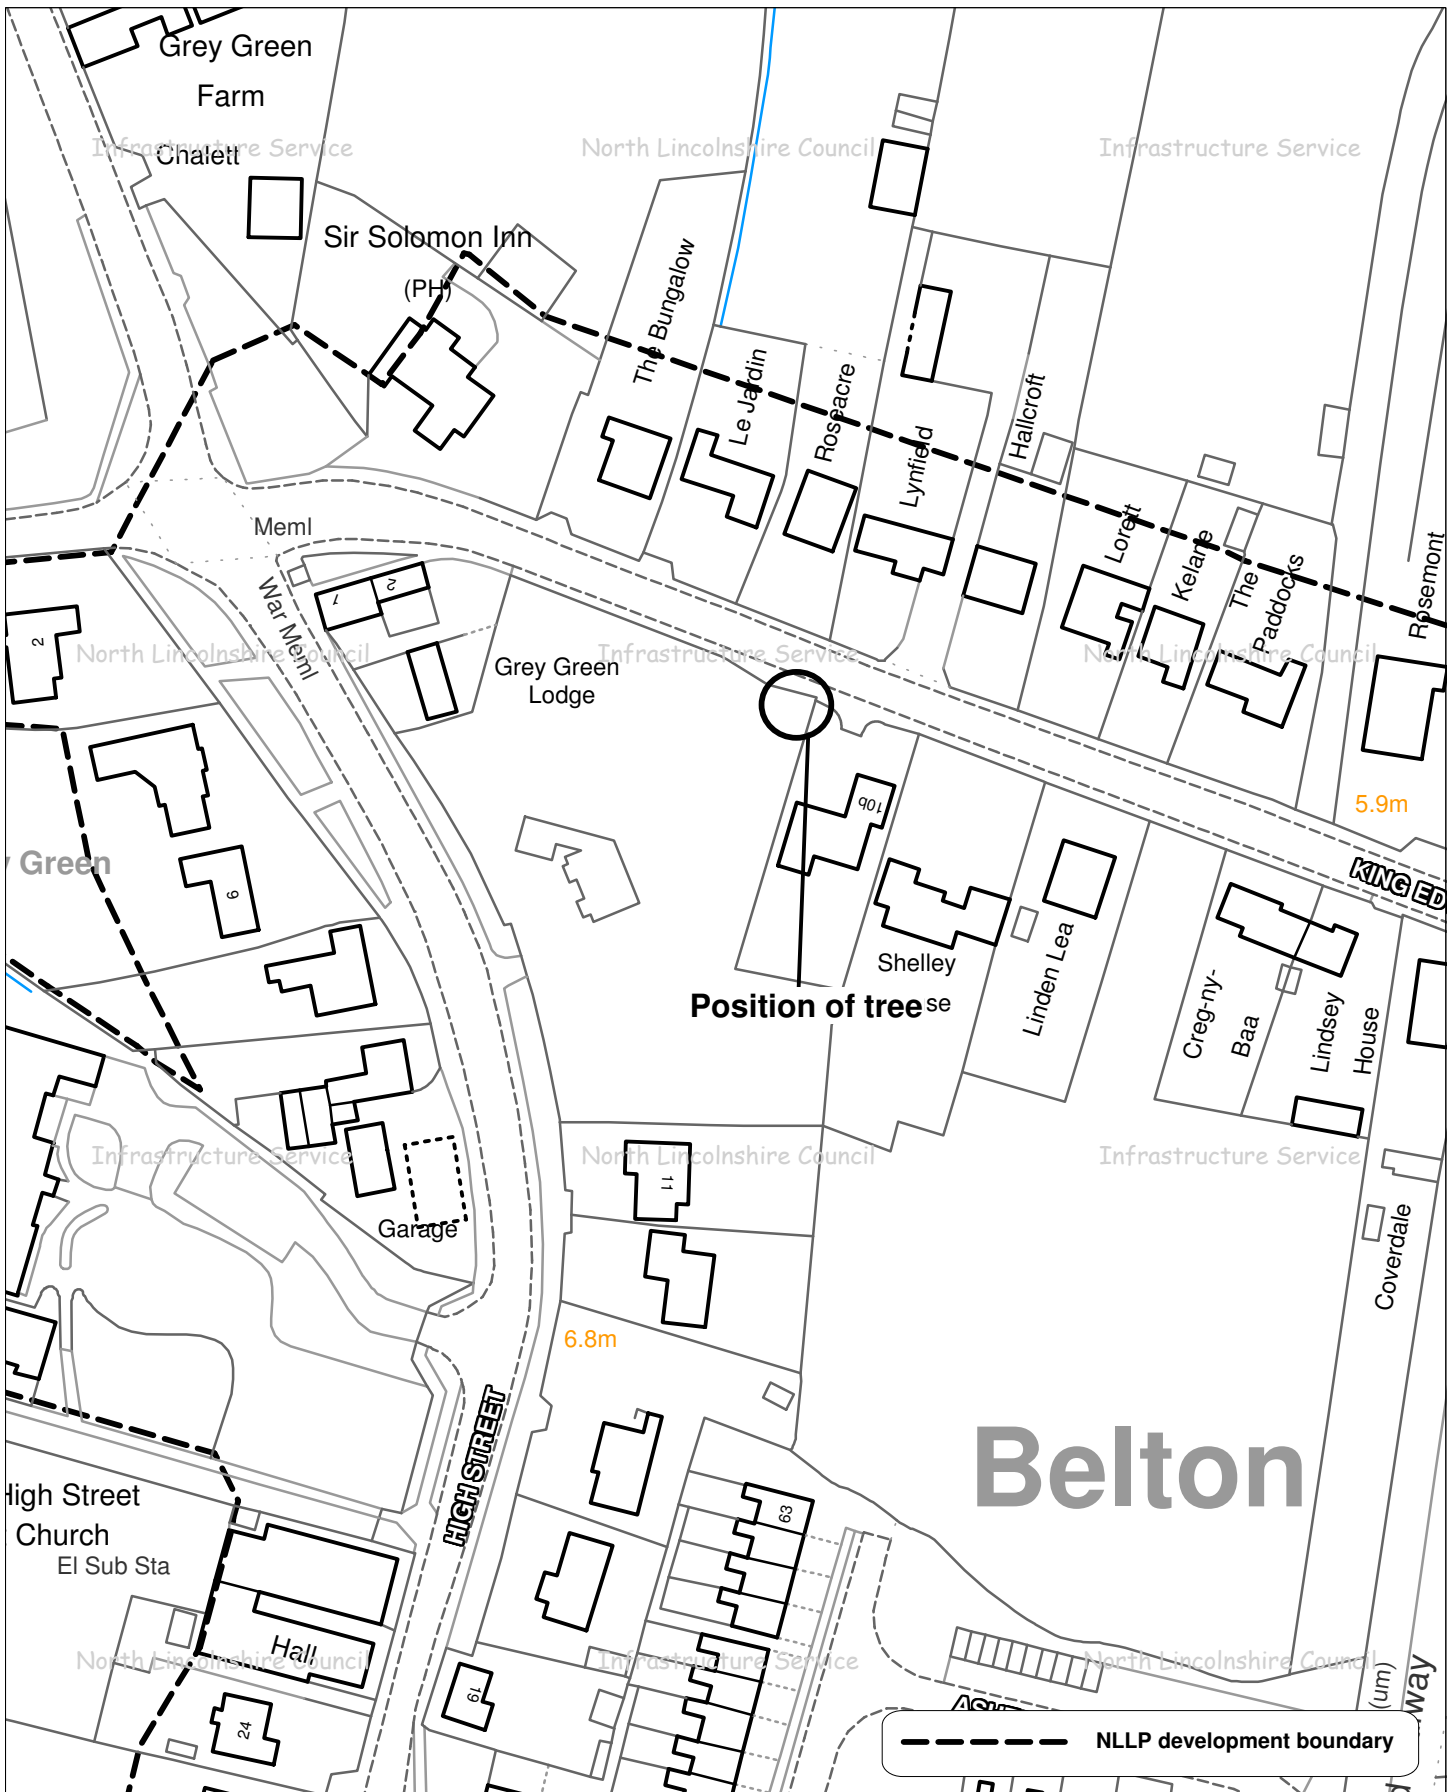 Grey Green
Farm
Infrastructure Service
North Lincolnshire Council
Infrastructure Service
Chalett
Sir Solomon Inn
(PH)
The Bungalow
Le Jardin
Roseacre
Lynfield
Hallcroft
Lorett
Kelane
The
Paddocks
Rosemont
Meml
War Meml
1
2
2
North Lincolnshire Council
Infrastructure Service
North Lincolnshire Council
Grey Green
Lodge
10b
5.9m
KING ED
Green
9
Shelley
Linden Lea
Creg-ny-
Baa
Lindsey
House
Position of tree
se
Infrastructure Service
North Lincolnshire Council
Infrastructure Service
11
Garage
Coverdale
6.8m
HIGH STREET
Belton
High Street
Church
El Sub Sta
63
Hall
North Lincolnshire Council
Infrastructure Service
North Lincolnshire Council
19
24
(um)
NLLP development boundary